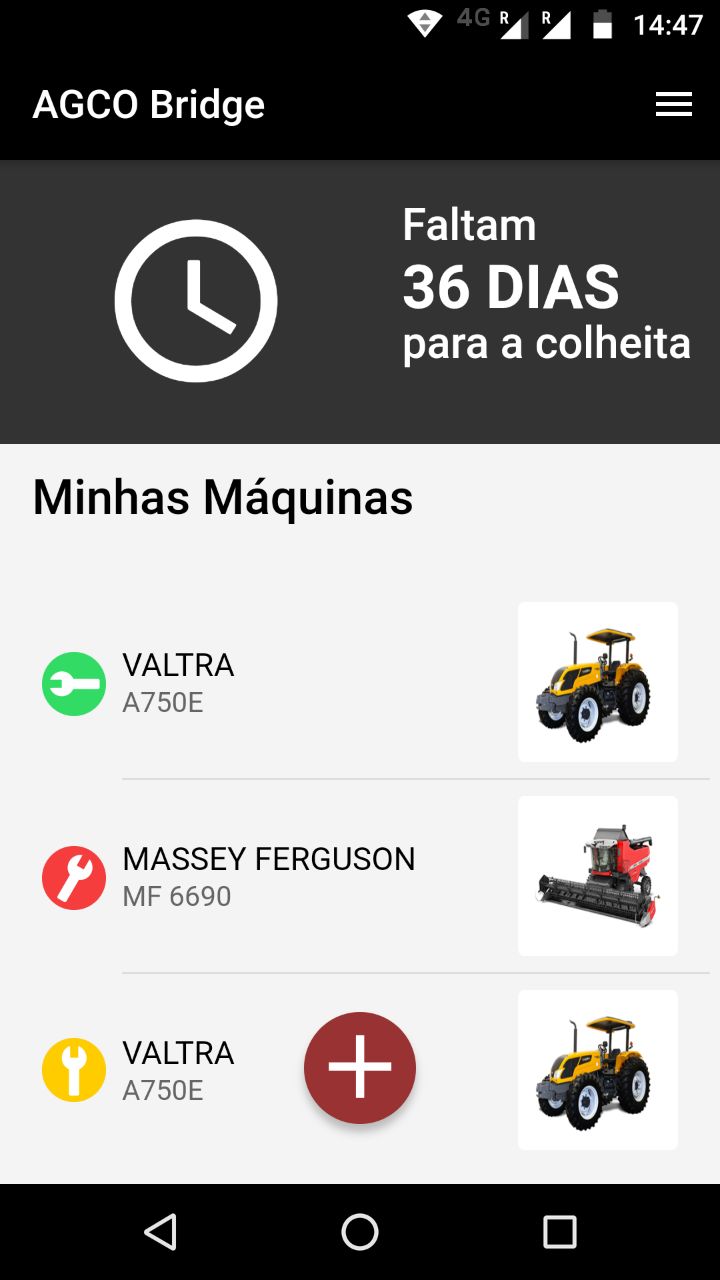 4G R R 14:47
AGCO Bridge
Faltam
36 DIAS
para a colheita
Minhas Máquinas
VALTRA
A750E
MASSEY FERGUSON
MF 6690
VALTRA
A750E